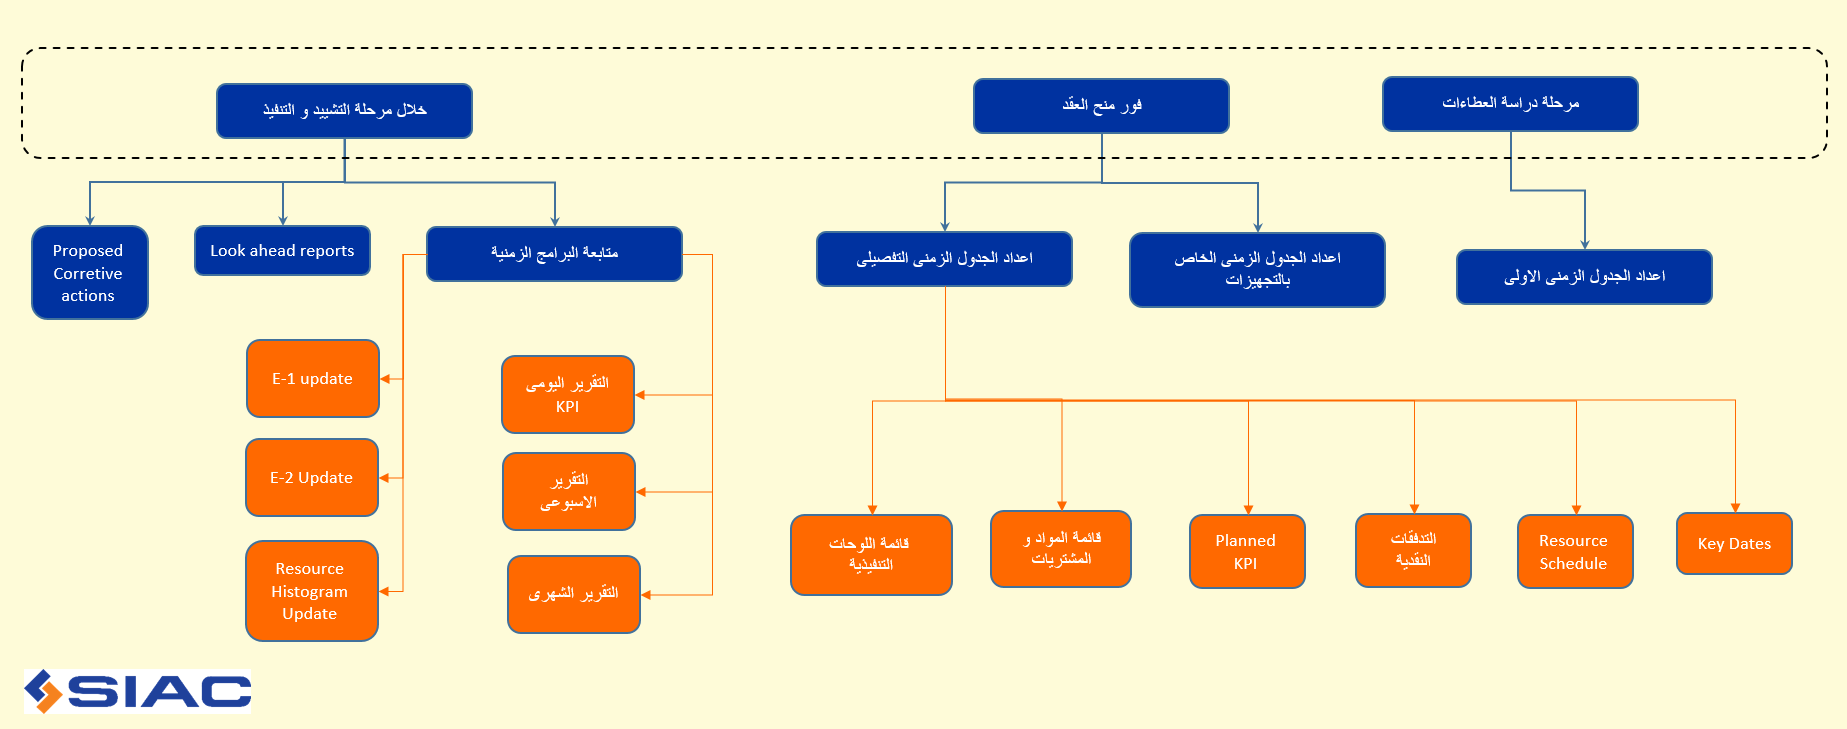 مرحلة دراسة العطاءات
فور منح العقد
خلال مرحلة التشييد و التنفيذ
اعداد الجدول الزمنى الاولى
اعداد الجدول الزمنى الخاص
بالتجهيزات
اعداد الجدول الزمنى التفصيلى
متابعة البرامج الزمنية
Look ahead reports
Proposed
Corretive
actions
Key Dates
Resource
Schedule
التدفقات
النقدية
Planned
KPI
قائمة المواد و
المشتريات
قائمة اللوحات
التنفيذية
التقرير اليومى
KPI
التقرير
الاسبوعى
التقرير الشهرى
E-1 update
E-2 Update
Resource
Histogram
Update
SIAC